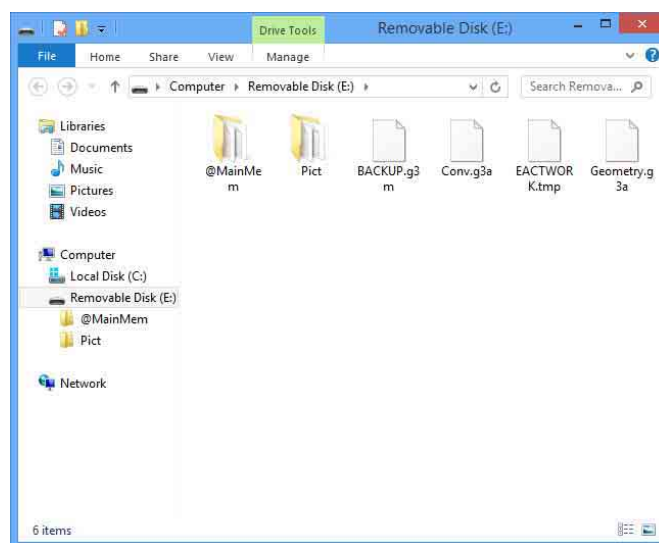 Drive Tools
Removable Disk (E:)
File
Home
Share
View
Manage
Computer
Removable Disk (E:)
Search Remova...
Libraries
Documents
Music
Pictures
Videos
Computer
Local Disk (C:)
Removable Disk (E:)
@MainMem
Pict
Network
@MainMe
m
Pict
BACKUP.g3
m
Conv.g3a
EACTWOR
K.tmp
Geometry.g
3a
6 items